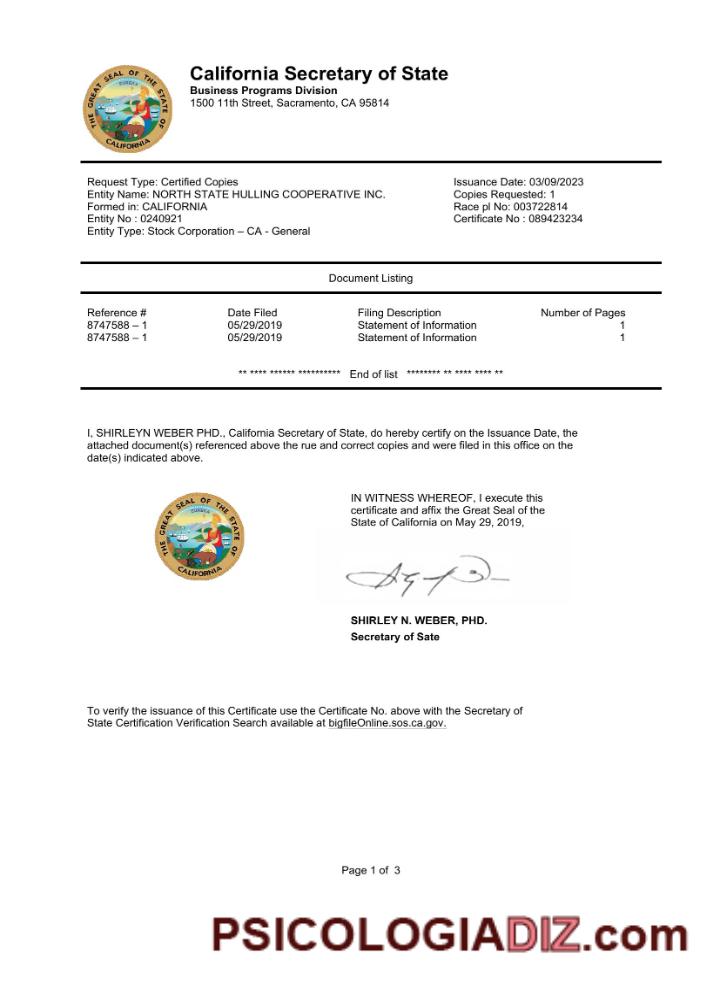 THE GREAT SEAL OF THE STATE OF CALIFORNIA
EUREKA
California Secretary of State
Business Programs Division
1500 11th Street, Sacramento, CA 95814
Request Type: Certified Copies
Entity Name: NORTH STATE HULLING COOPERATIVE INC.
Formed in: CALIFORNIA
Entity No : 0240921
Entity Type: Stock Corporation – CA - General
Issuance Date: 03/09/2023
Copies Requested: 1
Race pl No: 003722814
Certificate No : 089423234
Document Listing
Reference # Date Filed Filing Description Number of Pages
8747588 – 1 05/29/2019 Statement of Information 1
8747588 – 1 05/29/2019 Statement of Information 1
** **** ****** ********** End of list ******** ** **** **** **
I, SHIRLEYN WEBER PHD., California Secretary of State, do hereby certify on the Issuance Date, the
attached document(s) referenced above the rue and correct copies and were filed in this office on the
date(s) indicated above.
THE GREAT SEAL OF THE STATE OF CALIFORNIA
EUREKA
IN WITNESS WHEREOF, I execute this
certificate and affix the Great Seal of the
State of California on May 29, 2019,
SHIRLEY N. WEBER, PHD.
Secretary of Sate
To verify the issuance of this Certificate use the Certificate No. above with the Secretary of
State Certification Verification Search available at bigfileOnline.sos.ca.gov.
Page 1 of 3
PSICOLOGIADIZ.com